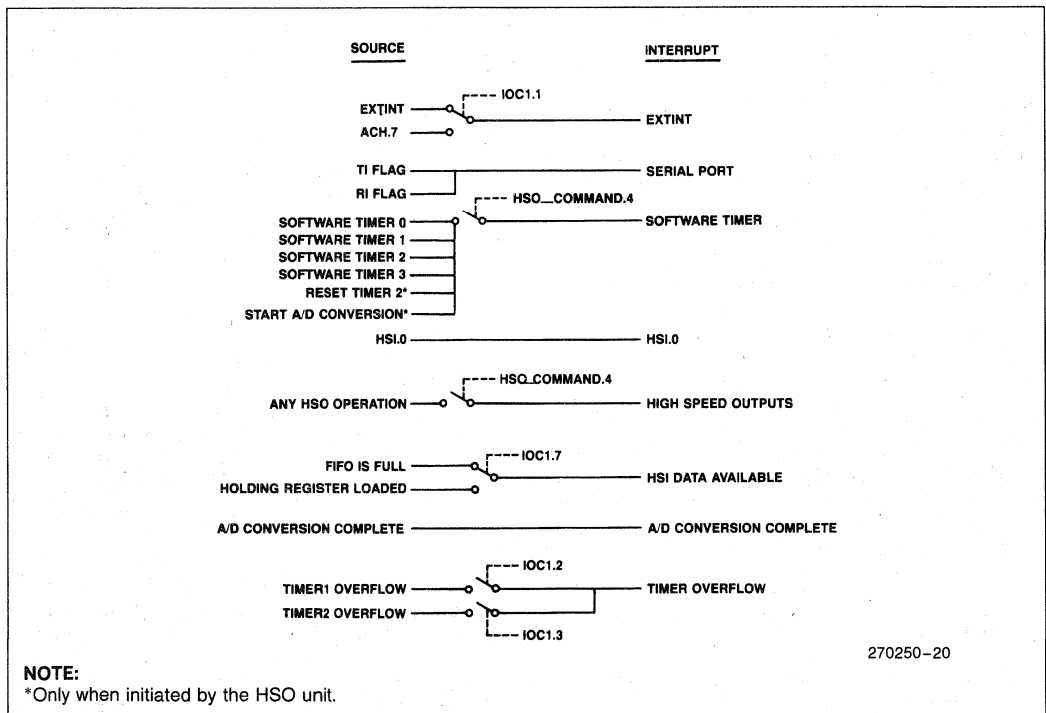 SOURCE INTERRUPT
IOC1.1
EXTINT EXTINT
ACH.7
TI FLAG SERIAL PORT
RI FLAG
HSO_COMMAND.4
SOFTWARE TIMER 0 SOFTWARE TIMER
SOFTWARE TIMER 1
SOFTWARE TIMER 2
SOFTWARE TIMER 3
RESET TIMER 2*
START A/D CONVERSION*
HSI.0 HSI.0
HSO_COMMAND.4
ANY HSO OPERATION HIGH SPEED OUTPUTS
IOC1.7
FIFO IS FULL
HSI DATA AVAILABLE
HOLDING REGISTER LOADED
A/D CONVERSION COMPLETE A/D CONVERSION COMPLETE
IOC1.2
TIMER1 OVERFLOW TIMER OVERFLOW
TIMER2 OVERFLOW
IOC1.3
270250-20
NOTE:
*Only when initiated by the HSO unit.